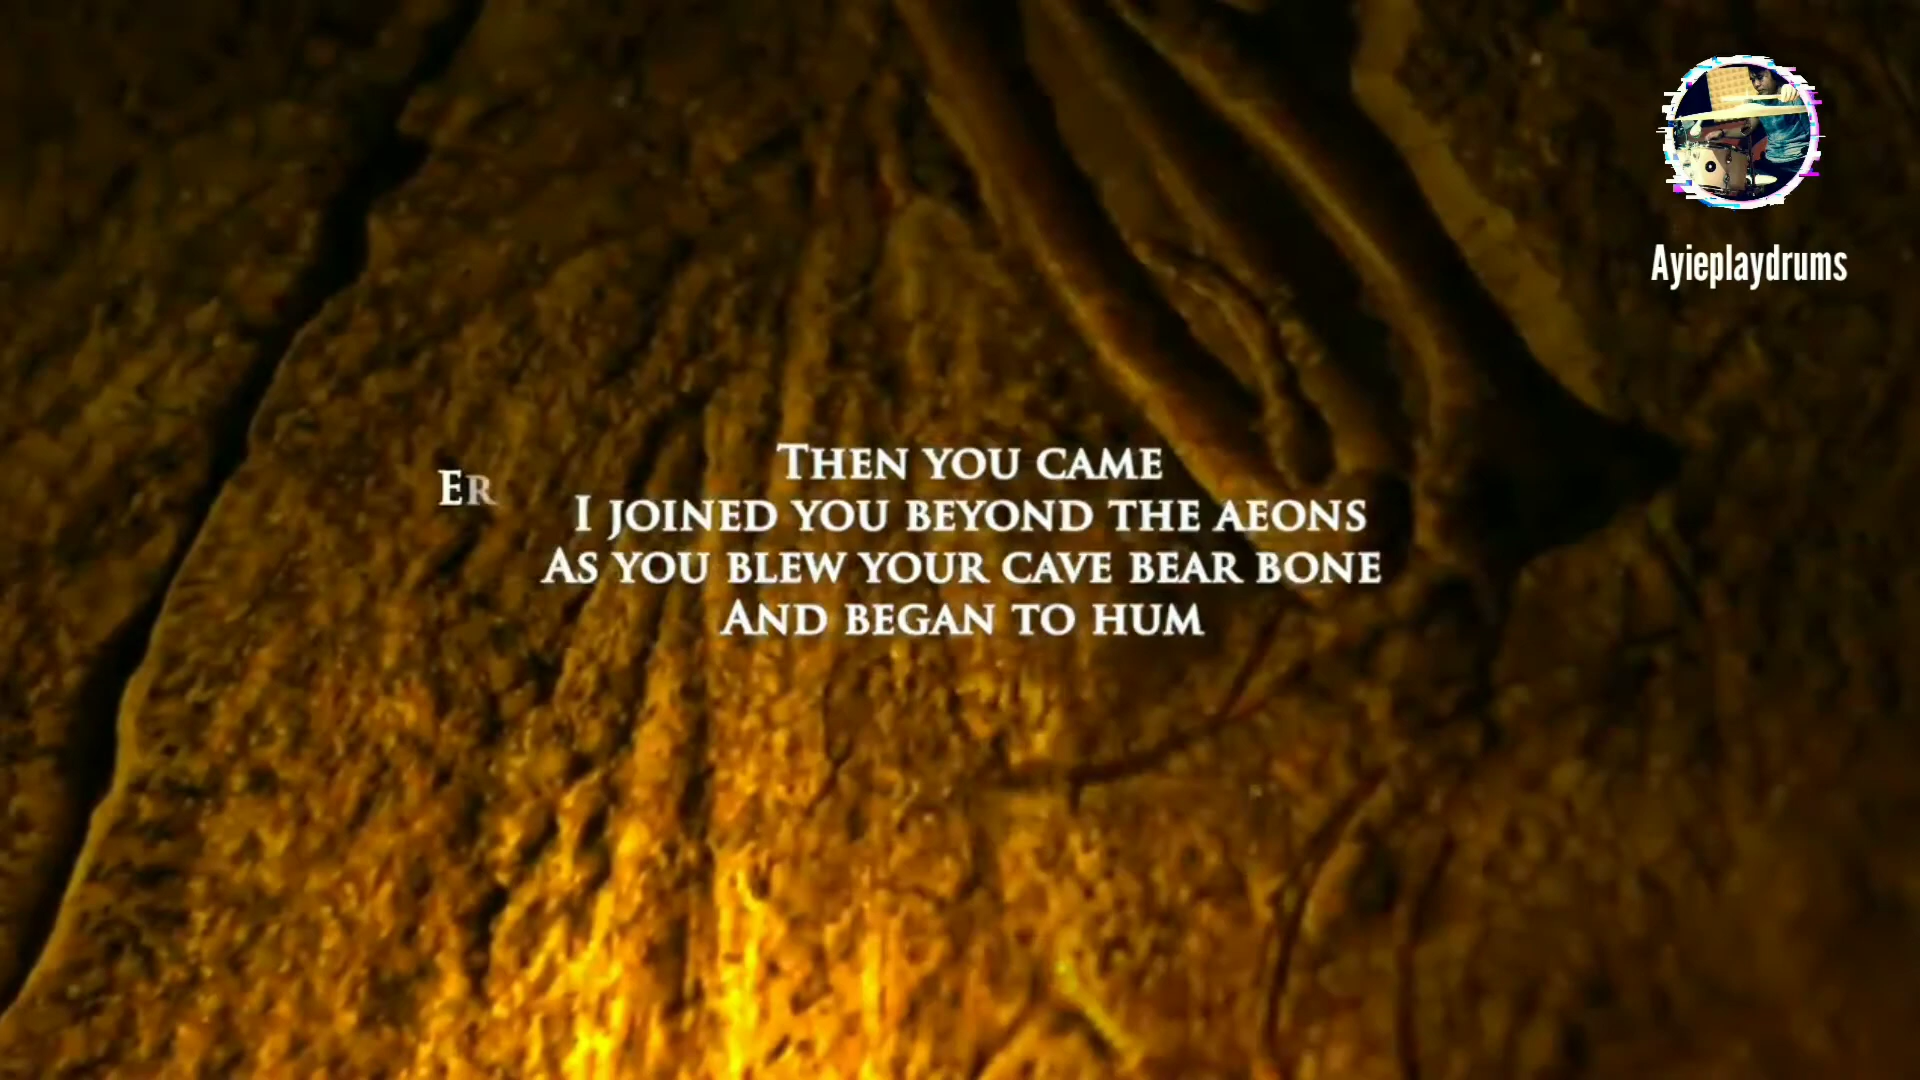 Ayieplaydrums
THEN YOU CAME
ER
I JOINED YOU BEYOND THE AEONS
AS YOU BLEW YOUR CAVE BEAR BONE
AND BEGAN TO HUM